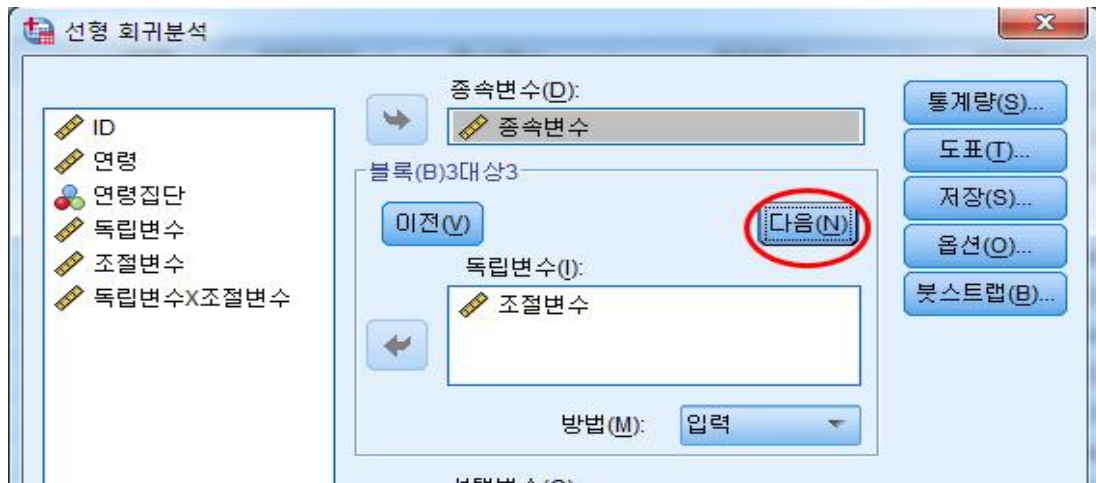 선형 회귀분석
ID
연령
연령집단
독립변수
조절변수
독립변수X조절변수
종속변수(D):
종속변수
블록(B)3대상3
이전(V)
다음(N)
독립변수(I):
조절변수
방법(M):
입력
통계량(S)...
도표(T)...
저장(S)...
옵션(O)...
붓스트랩(B)...